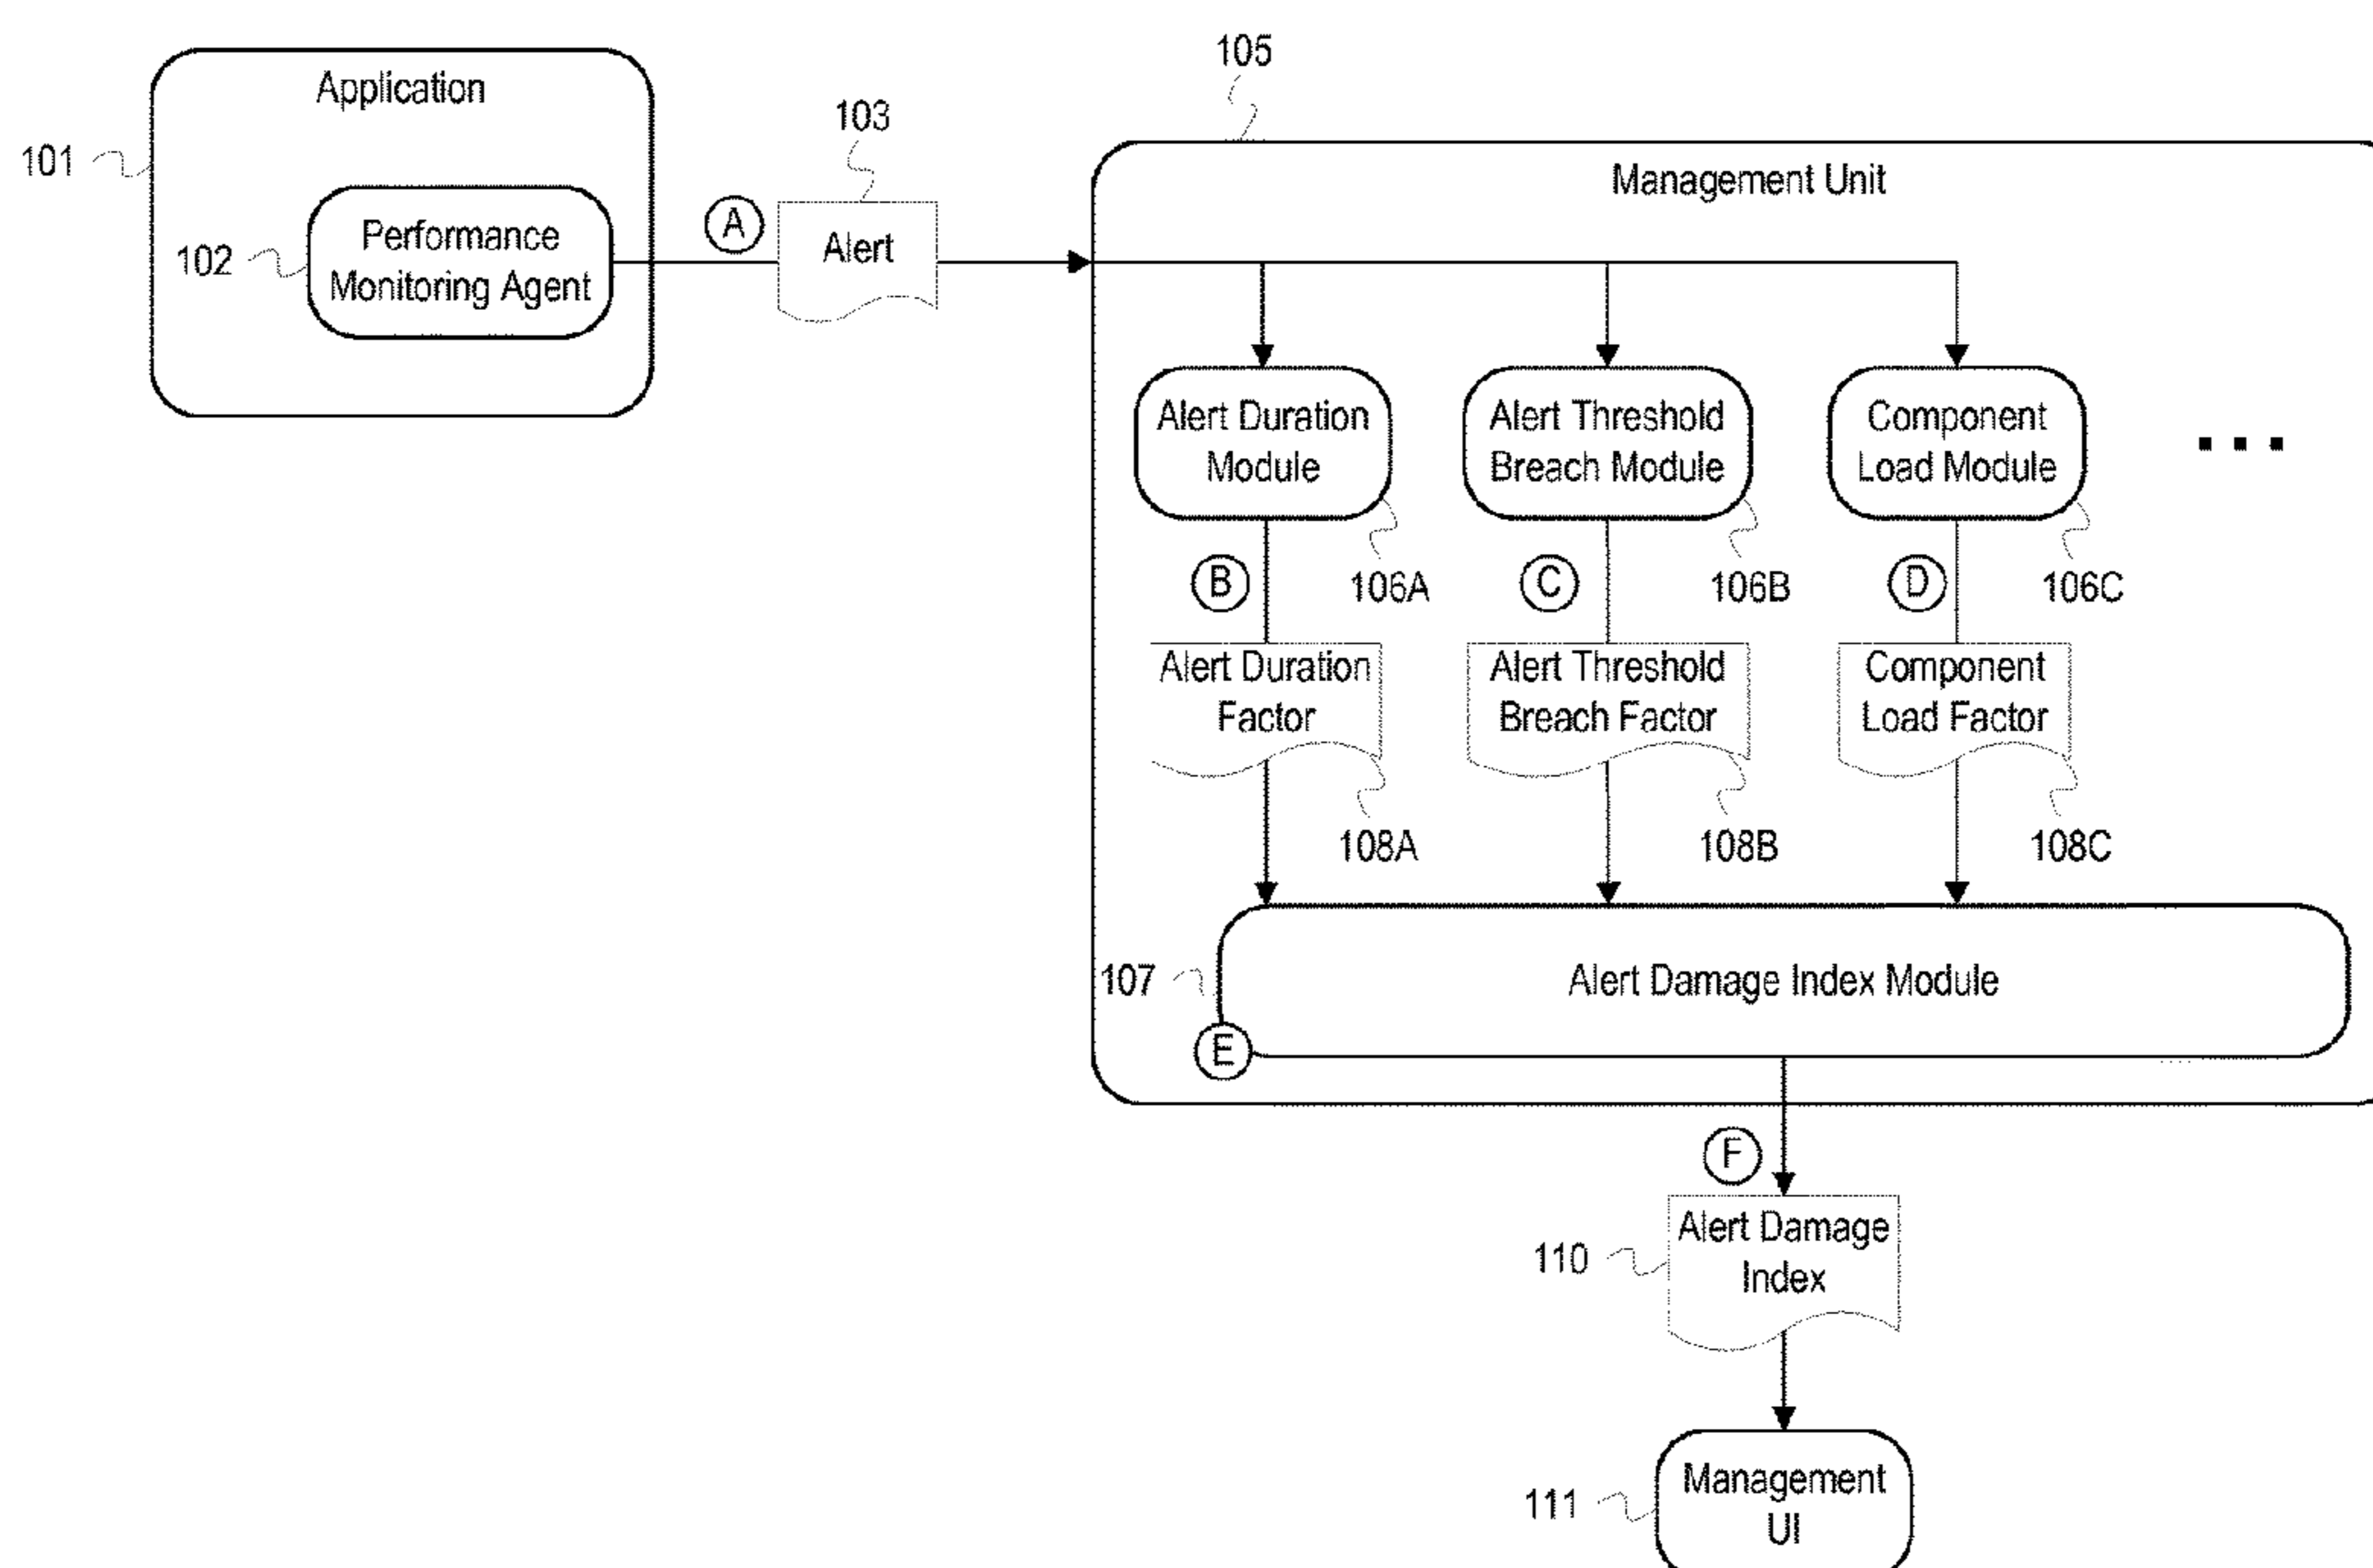 105
Application
103
101
Management Unit
A
Performance
Monitoring Agent
Alert
102
Alert Duration
Module
Alert Threshold
Breach Module
Component
Load Module
...
B
106A
C
106B
D
106C
Alert Duration
Factor
Alert Threshold
Breach Factor
Component
Load Factor
108A
108B
108C
107
Alert Damage Index Module
E
F
Alert Damage
Index
110
Management
UI
111